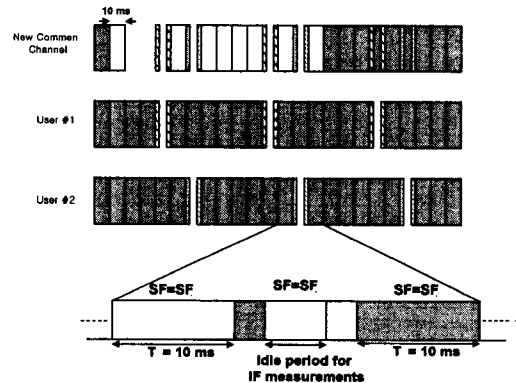 10 ms
New Commen
Channel
User #1
User #2
SF=SF
SF=SF
SF=SF
T = 10 ms
Idle period for
IF measurements
T = 10 ms